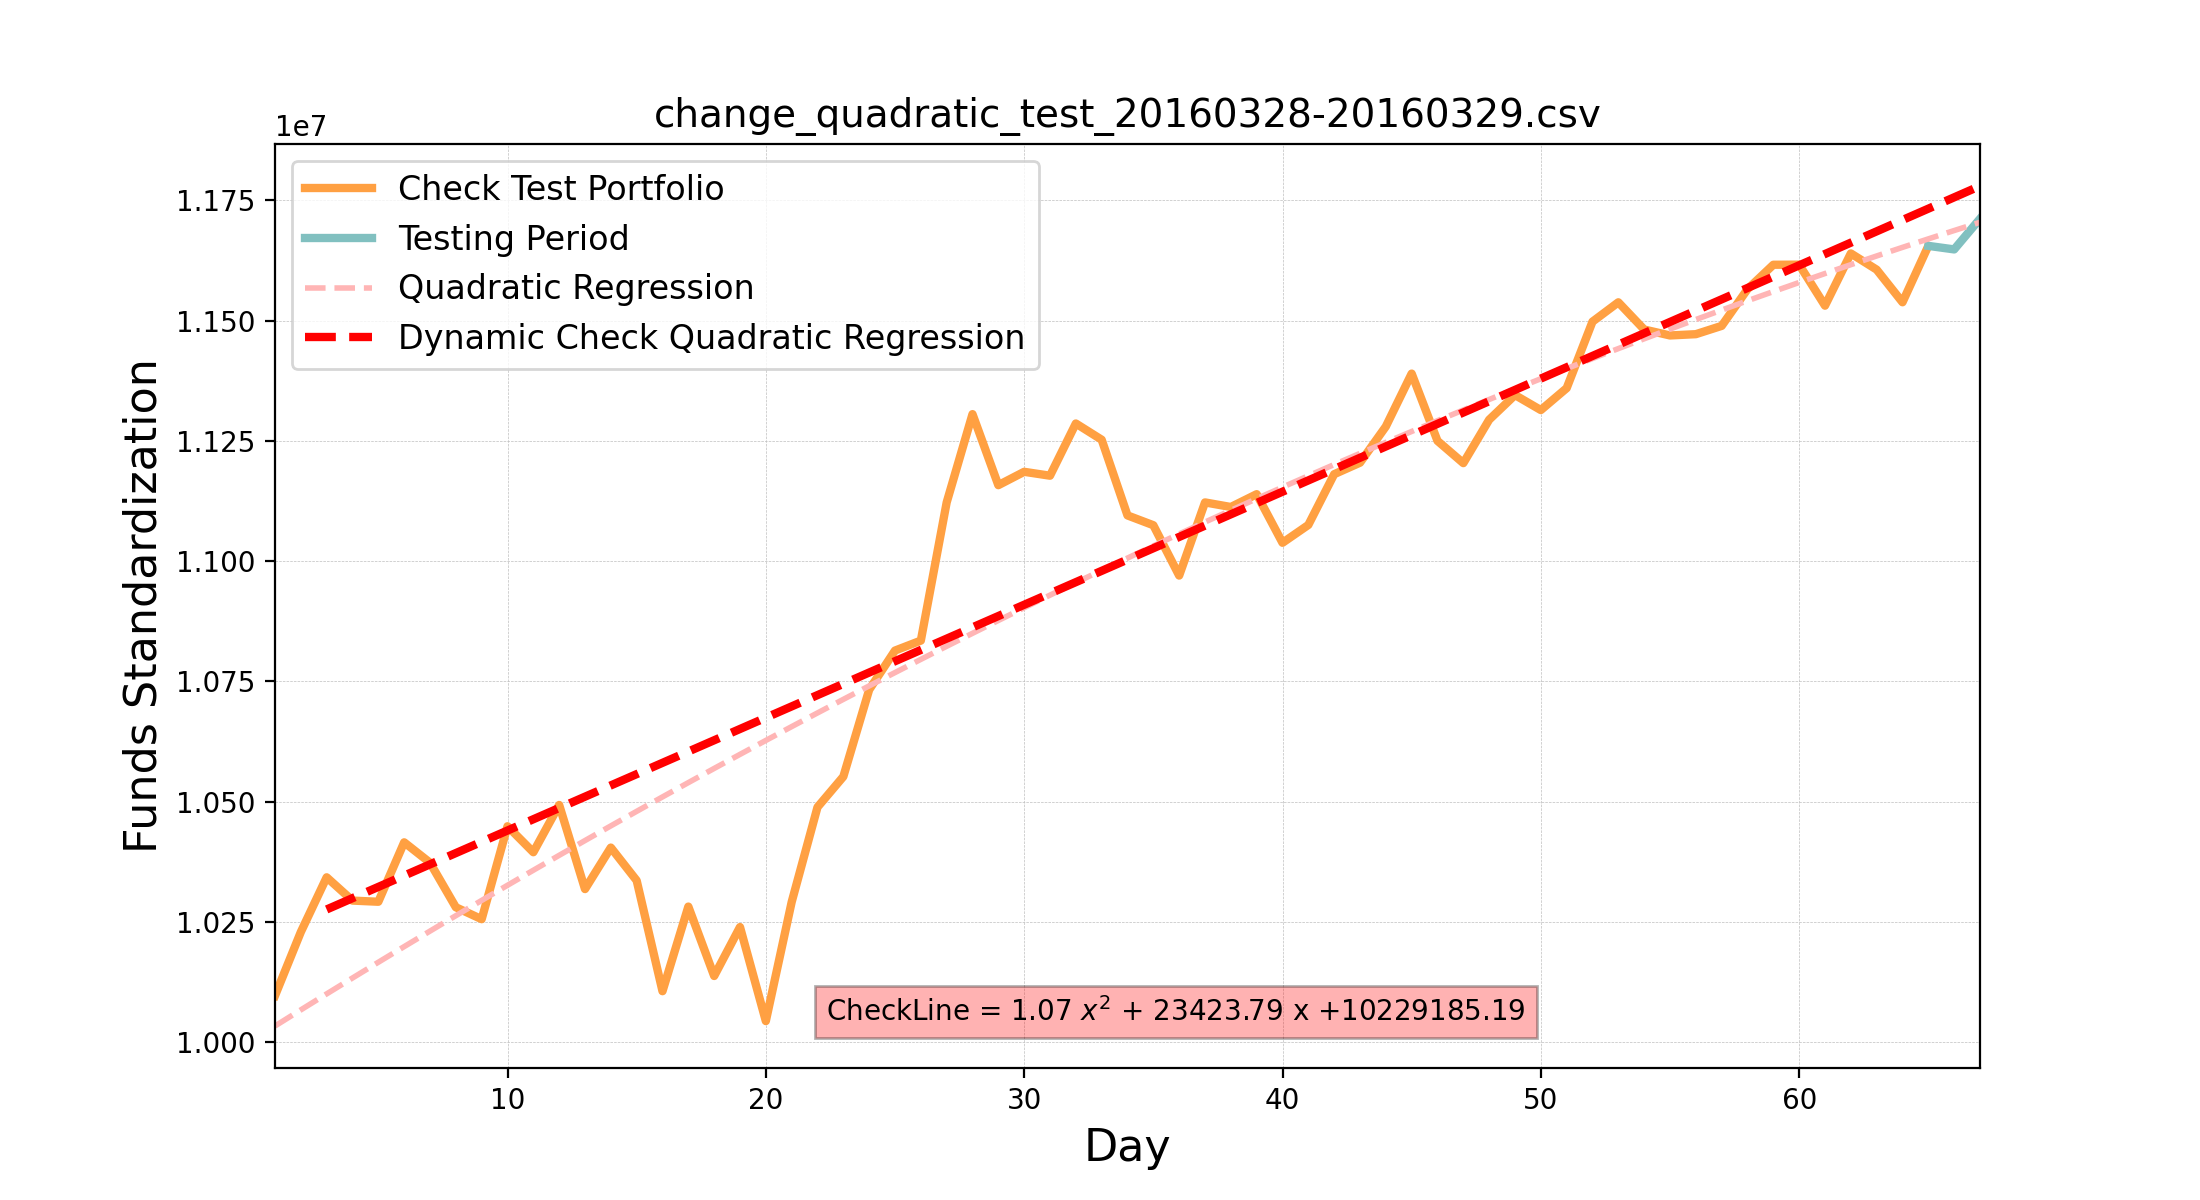 change_quadratic_test_20160328-20160329.csv
1e7
Check Test Portfolio
Testing Period
Quadratic Regression
Dynamic Check Quadratic Regression
1.175
1.150
1.125
1.100
1.075
1.050
1.025
1.000
Funds Standardization
CheckLine = 1.07 x² + 23423.79 x +10229185.19
10 20 30 40 50 60
Day